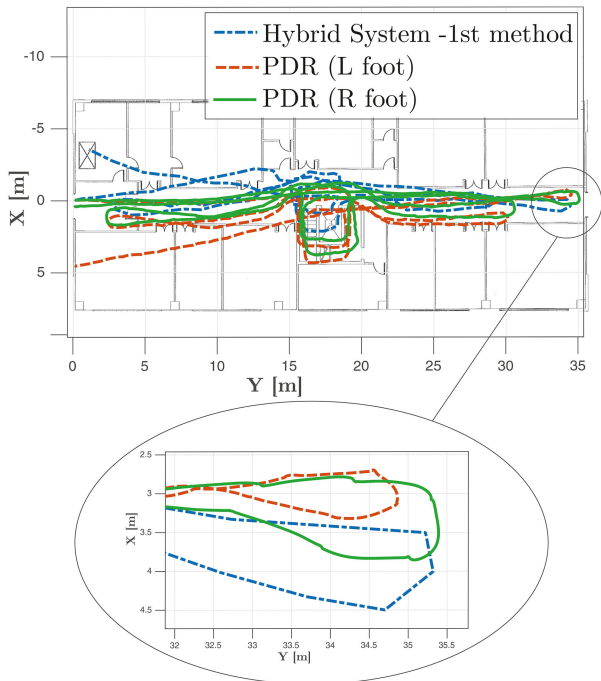 Hybrid System -1st method
PDR (L foot)
PDR (R foot)
-10
-5
0
5
X [m]
0 5 10 15 20 25 30 35
Y [m]
2.5
3
3.5
4
4.5
X [m]
32 32.5 33 33.5 34 34.5 35 35.5
Y [m]